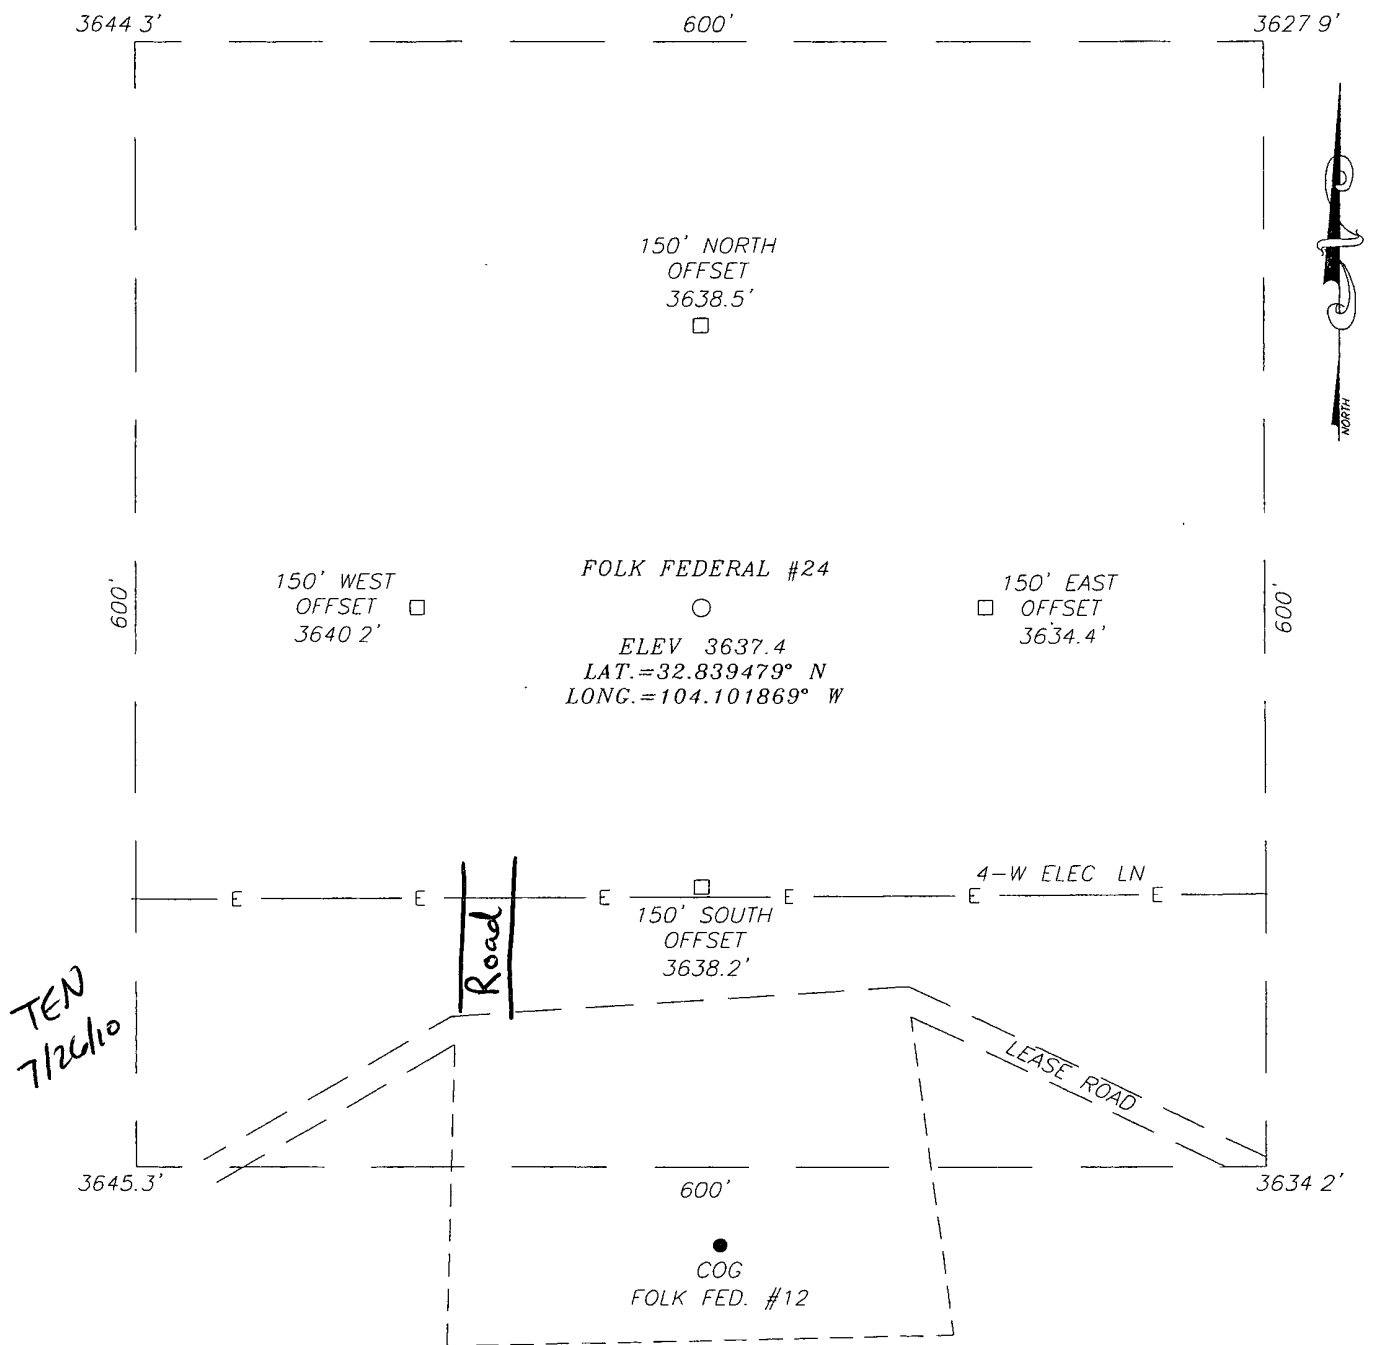 3644 3'
600'
3627 9'
150' NORTH
OFFSET
3638.5'
NORTH
600'
150' WEST
OFFSET
3640 2'
FOLK FEDERAL #24
ELEV 3637.4
LAT.=32.839479° N
LONG.=104.101869° W
150' EAST
OFFSET
3634.4'
600'
4-W ELEC LN
E E E E E E
150' SOUTH
OFFSET
3638.2'
Road
TEN
7/26/10
LEASE ROAD
3645.3'
600'
3634 2'
COG
FOLK FED. #12